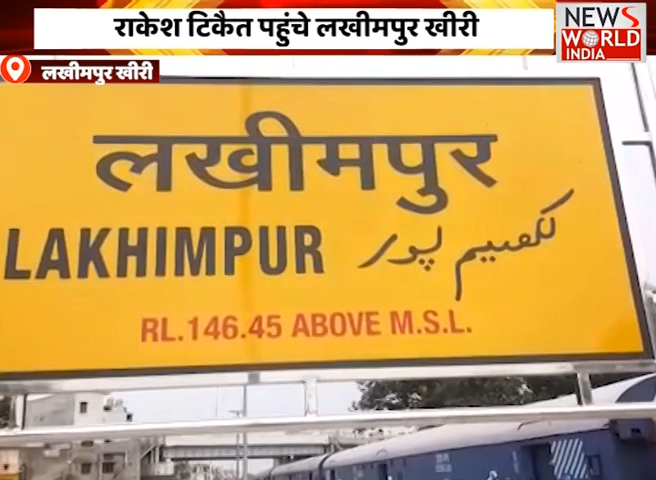 राकेश टिकैत पहुंचे लखीमपुर खीरी
NEWS
WORLD
INDIA
लखीमपुर खीरी
लखीमपुर
LAKHIMPUR لکھیم پور
RL.146.45 ABOVE M.S.L.